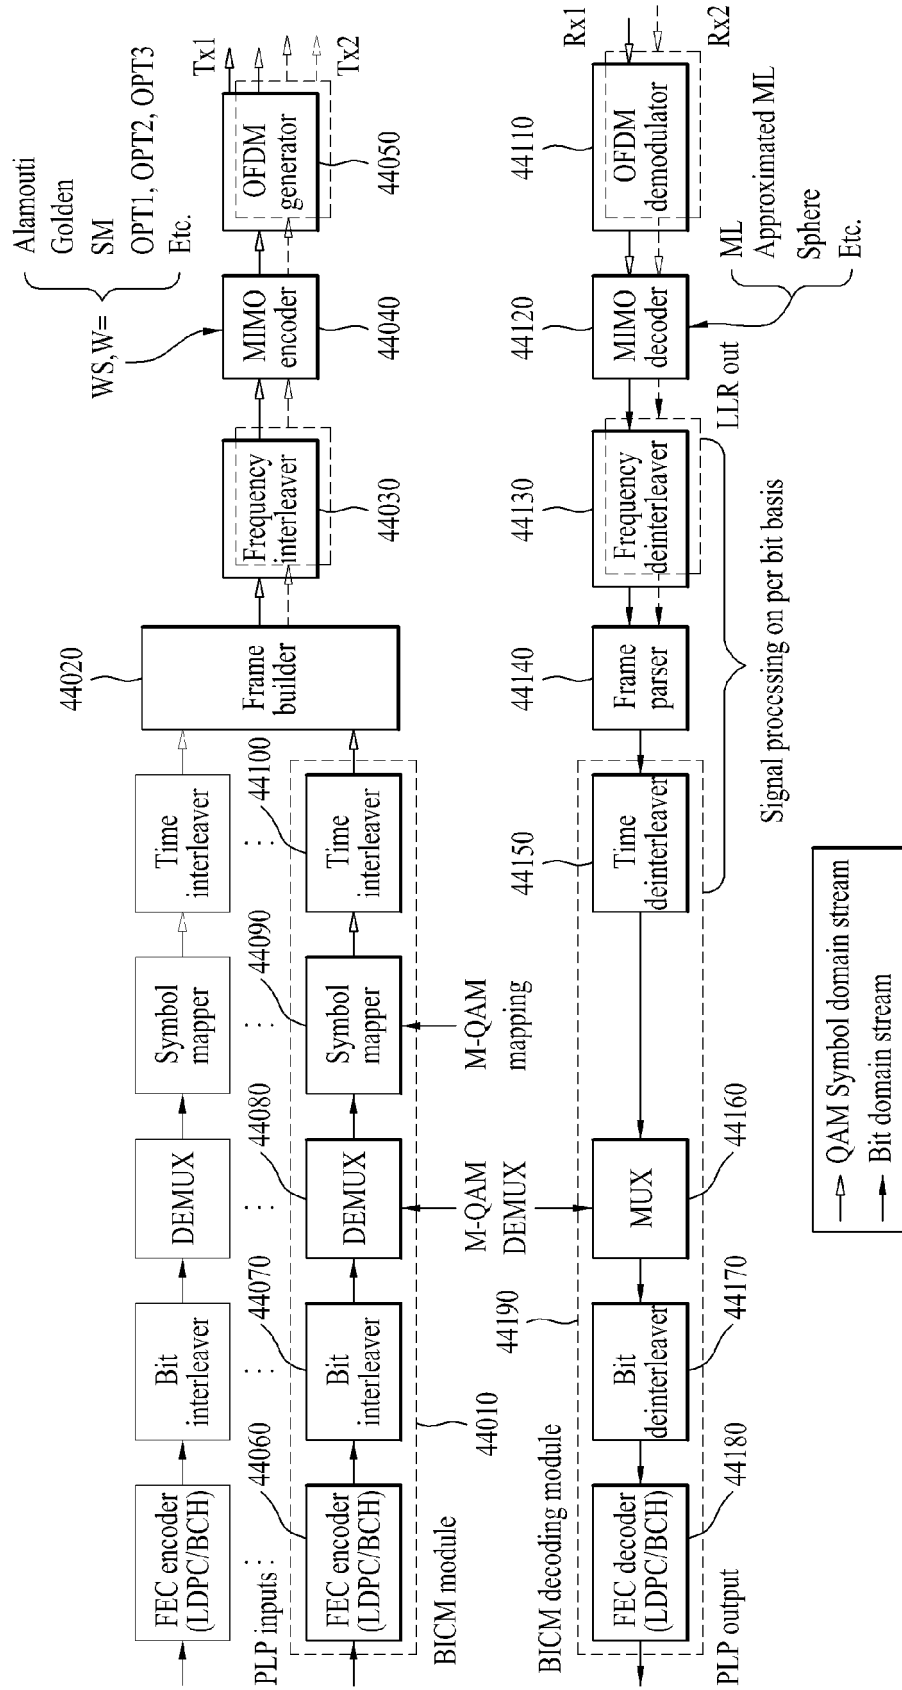 Alamouti
Golden
SM
OPT1, OPT2, OPT3
Etc.
WS,W=
Tx1
Tx2
44020
FEC encoder
(LDPC/BCH)
Bit
interleaver
DEMUX
Symbol
mapper
Time
interleaver
PLP inputs
44060
44070
44080
44090
44100
FEC encoder
(LDPC/BCH)
Bit
interleaver
DEMUX
Symbol
mapper
Time
interleaver
Frame
builder
Frequency
interleaver
MIMO
encoder
OFDM
generator
44030
44040
44050
BICM module
44010
M-QAM
DEMUX
M-QAM
mapping
BICM decoding module
44190
44150
44140
44130
44120
44110
Rx1
Rx2
FEC decoder
(LDPC/BCH)
Bit
deinterleaver
MUX
Time
deinterleaver
Frame
parser
Frequency
deinterleaver
MIMO
decoder
OFDM
demodulator
PLP output
44180
44170
44160
LLR out
ML
Approximated ML
Sphere
Etc.
Signal processing on per bit basis
QAM Symbol domain stream
Bit domain stream